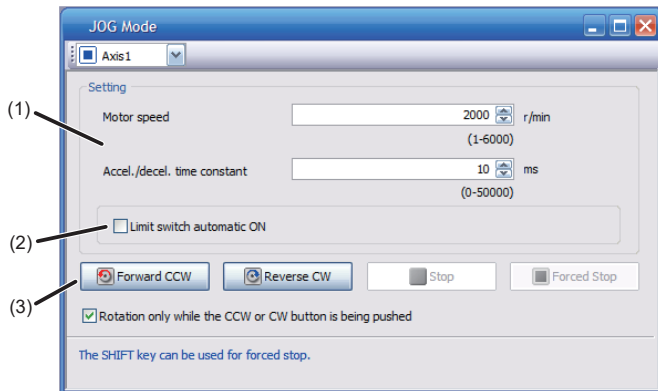 JOG Mode
Axis1
Setting
(1)
Motor speed 2000 r/min
(1-6000)
Accel./decel. time constant 10 ms
(0-50000)
(2)
Limit switch automatic ON
(3)
Forward CCW Reverse CW Stop Forced Stop
Rotation only while the CCW or CW button is being pushed
The SHIFT key can be used for forced stop.